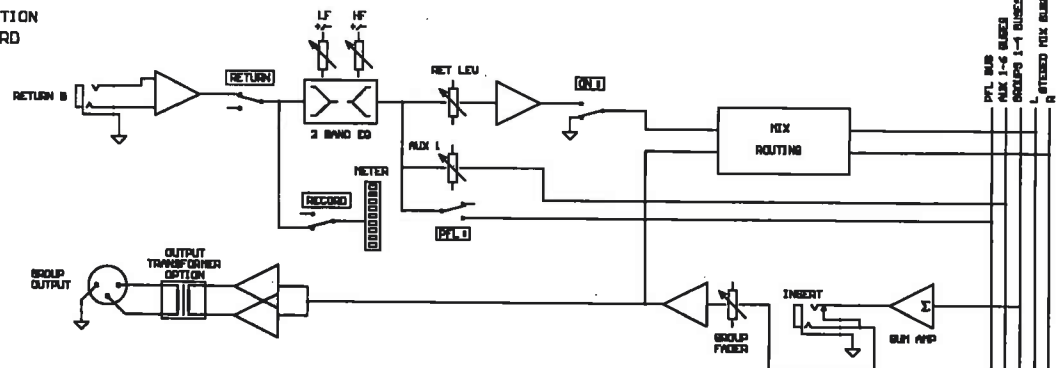 TION
RD
LF
+/-
HF
+/-
RETURN B
RETURN
2 BAND EQ
RET LEV
ON
MIX
ROUTING
AUX 1
METER
RECORD
PFL
PFL BUS
AUX 1-6 BUSES
GROUPS 1-4 BUSES
L
STEREO MIX BUSES
R
GROUP
OUTPUT
OUTPUT
TRANSFORMER
OPTION
GROUP
FADER
INSERT
Σ
SUM AMP